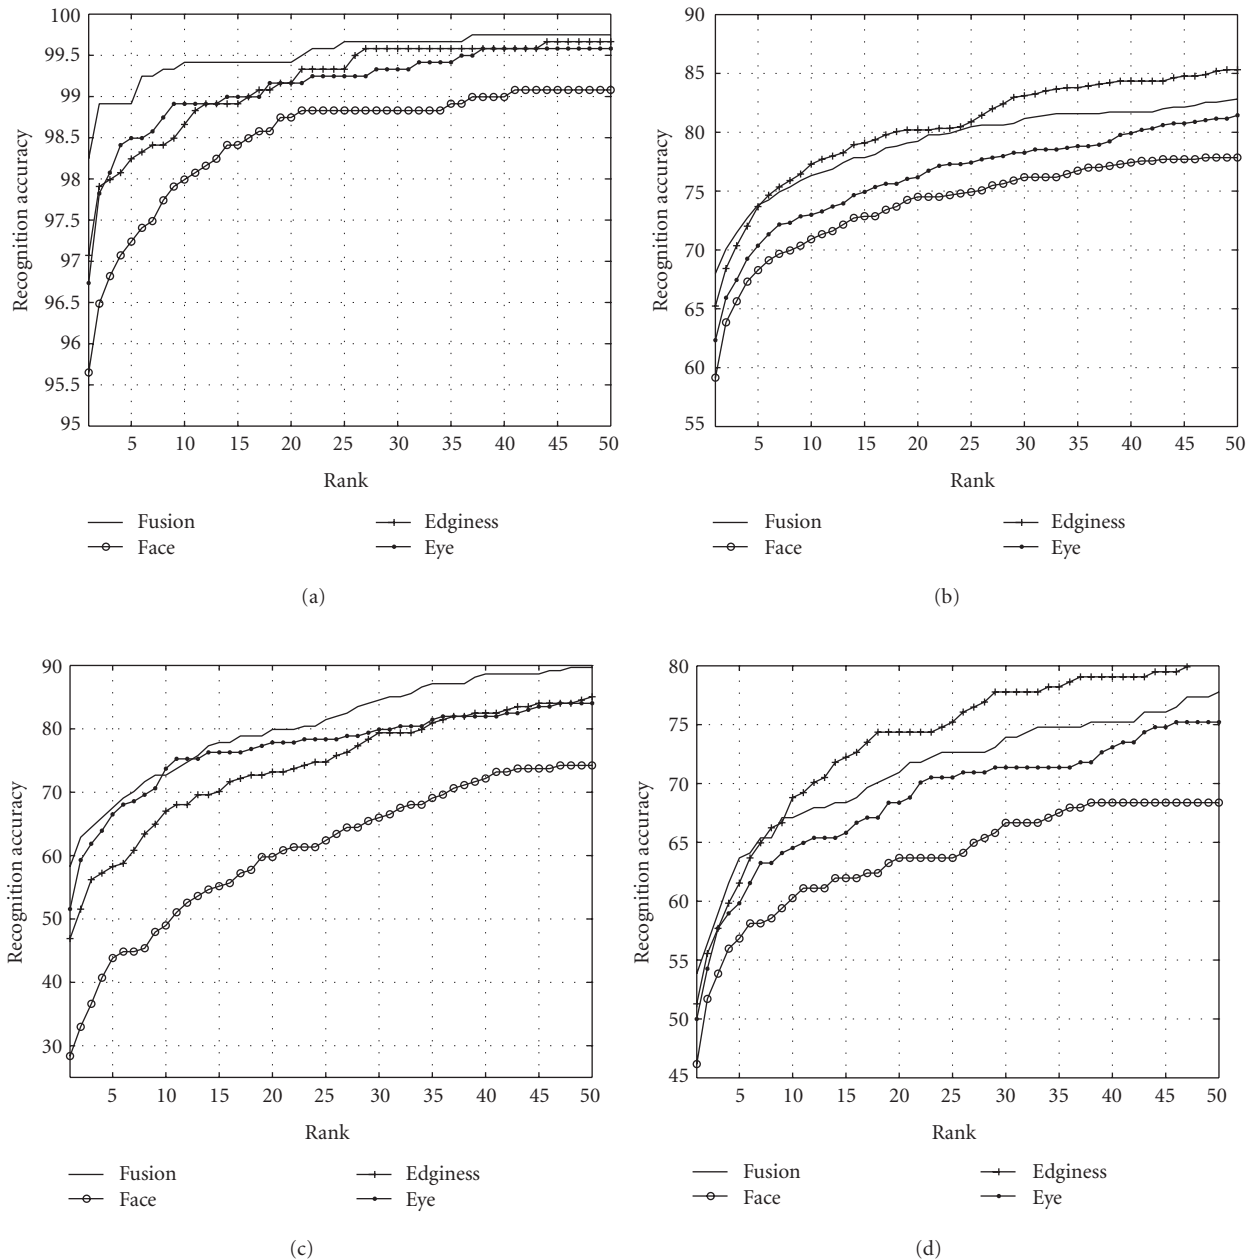 100
99.5
99
98.5
98
97.5
97
96.5
96
95.5
95
Recognition accuracy
5 10 15 20 25 30 35 40 45 50
Rank
Fusion Edginess
Face Eye
(a)
90
85
80
75
70
65
60
55
Recognition accuracy
5 10 15 20 25 30 35 40 45 50
Rank
Fusion Edginess
Face Eye
(b)
90
80
70
60
50
40
30
Recognition accuracy
5 10 15 20 25 30 35 40 45 50
Rank
Fusion Edginess
Face Eye
(c)
80
75
70
65
60
55
50
45
Recognition accuracy
5 10 15 20 25 30 35 40 45 50
Rank
Fusion Edginess
Face Eye
(d)